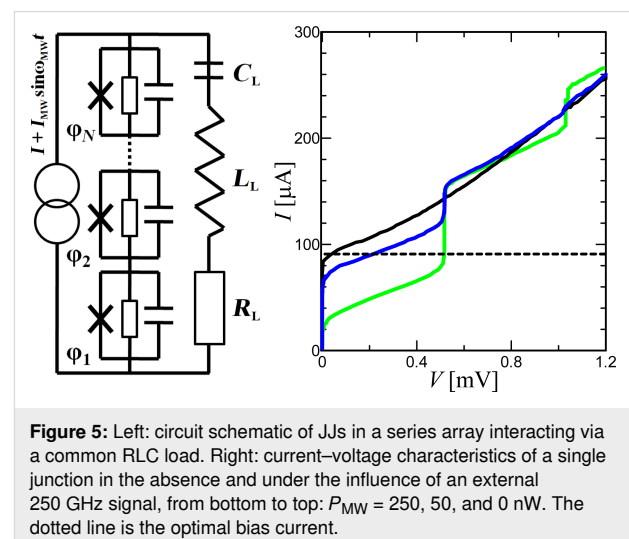 I + I_MW sinω_MW t
φ_N
φ_2
φ_1
C_L
L_L
R_L
I [μA]
300
200
100
0
0
0.4
0.8
1.2
V [mV]
Figure 5: Left: circuit schematic of JJs in a series array interacting via
a common RLC load. Right: current–voltage characteristics of a single
junction in the absence and under the influence of an external
250 GHz signal, from bottom to top: P_MW = 250, 50, and 0 nW. The
dotted line is the optimal bias current.